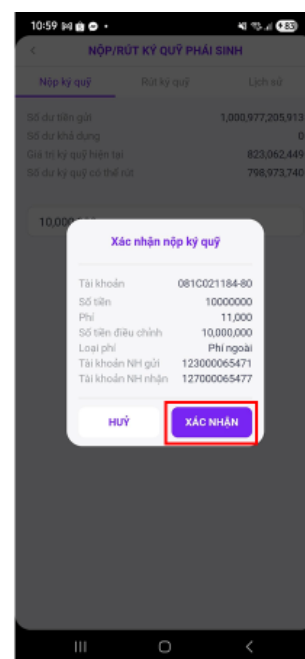 10:59
83
NỘP/RÚT KÝ QUỸ PHÁI SINH
Nộp ký quỹ Rút ký quỹ Lịch sử
Số dư tiền gửi 1,000,977,205,913
Số dư khả dụng 0
Giá trị ký quỹ hiện tại 823,062,449
Số dư ký quỹ có thể rút 798,973,740
10,000
Xác nhận nộp ký quỹ
Tài khoản 081C021184-80
Số tiền 10000000
Phí 11,000
Số tiền điều chỉnh 10,000,000
Loại phí Phí ngoài
Tài khoản NH gửi 123000065471
Tài khoản NH nhận 127000065477
HUỶ XÁC NHẬN